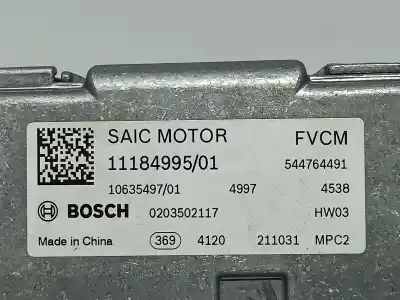 SAIC MOTOR FVCM
11184995/01 544764491
10635497/01 4997 4538
BOSCH 0203502117 HW03
Made in China 369 4120 211031 MPC2